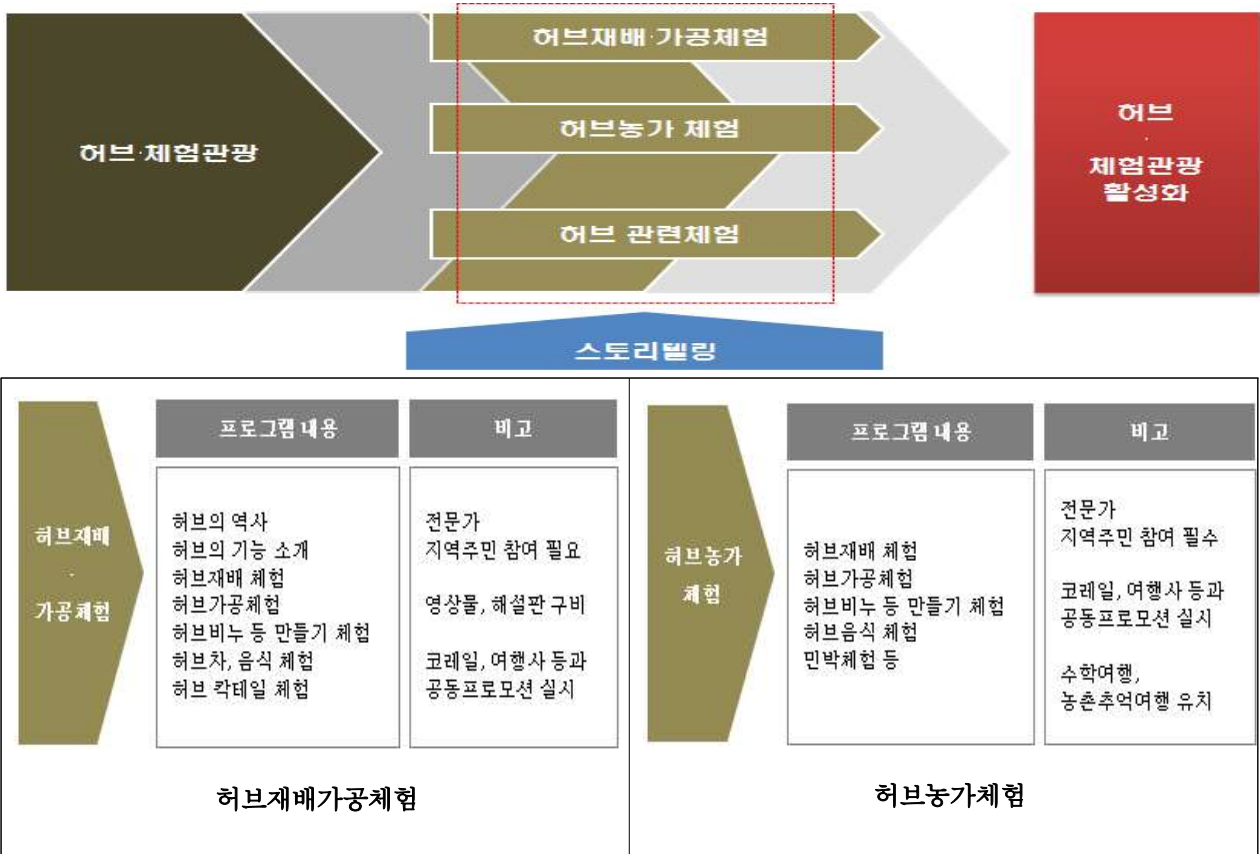 허브·체험관광
허브재배·가공체험
허브농가 체험
허브 관련체험
허브
·
체험관광
활성화
스토리텔링
허브재배
·
가공체험
프로그램 내용
허브의 역사
허브의 기능 소개
허브재배 체험
허브가공체험
허브비누 등 만들기 체험
허브차, 음식 체험
허브 칵테일 체험
비고
전문가
지역주민 참여 필요
영상물, 해설판 구비
코레일, 여행사 등과
공동프로모션 실시
허브재배가공체험
허브농가
체험
프로그램 내용
허브재배 체험
허브가공체험
허브비누 등 만들기 체험
허브음식 체험
민박체험 등
비고
전문가
지역주민 참여 필수
코레일, 여행사 등과
공동프로모션 실시
수학여행,
농촌추억여행 유치
허브농가체험